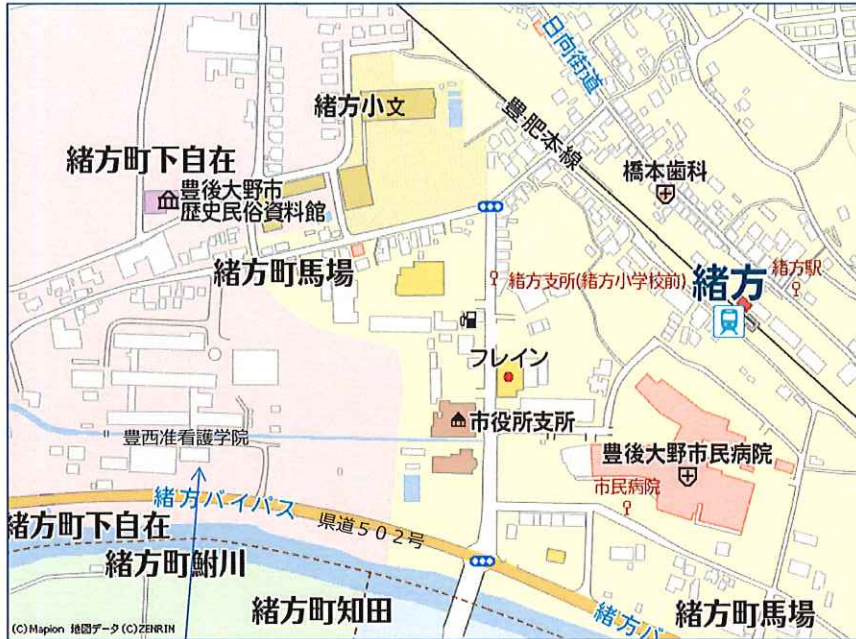 日向街道
緒方小文
豊肥本線
緒方町下自在
橋本歯科
豊後大野市
歴史民俗資料館
緒方町馬場
緒方支所(緒方小学校前)
緒方
緒方駅
フレイン
市役所支所
豊西准看護学院
豊後大野市民病院
市民病院
緒方バイパス
県道502号
緒方町下自在
緒方町鮒川
緒方町知田
緒方バ
緒方町馬場
(C)Mapion 地図データ(C)ZENRIN